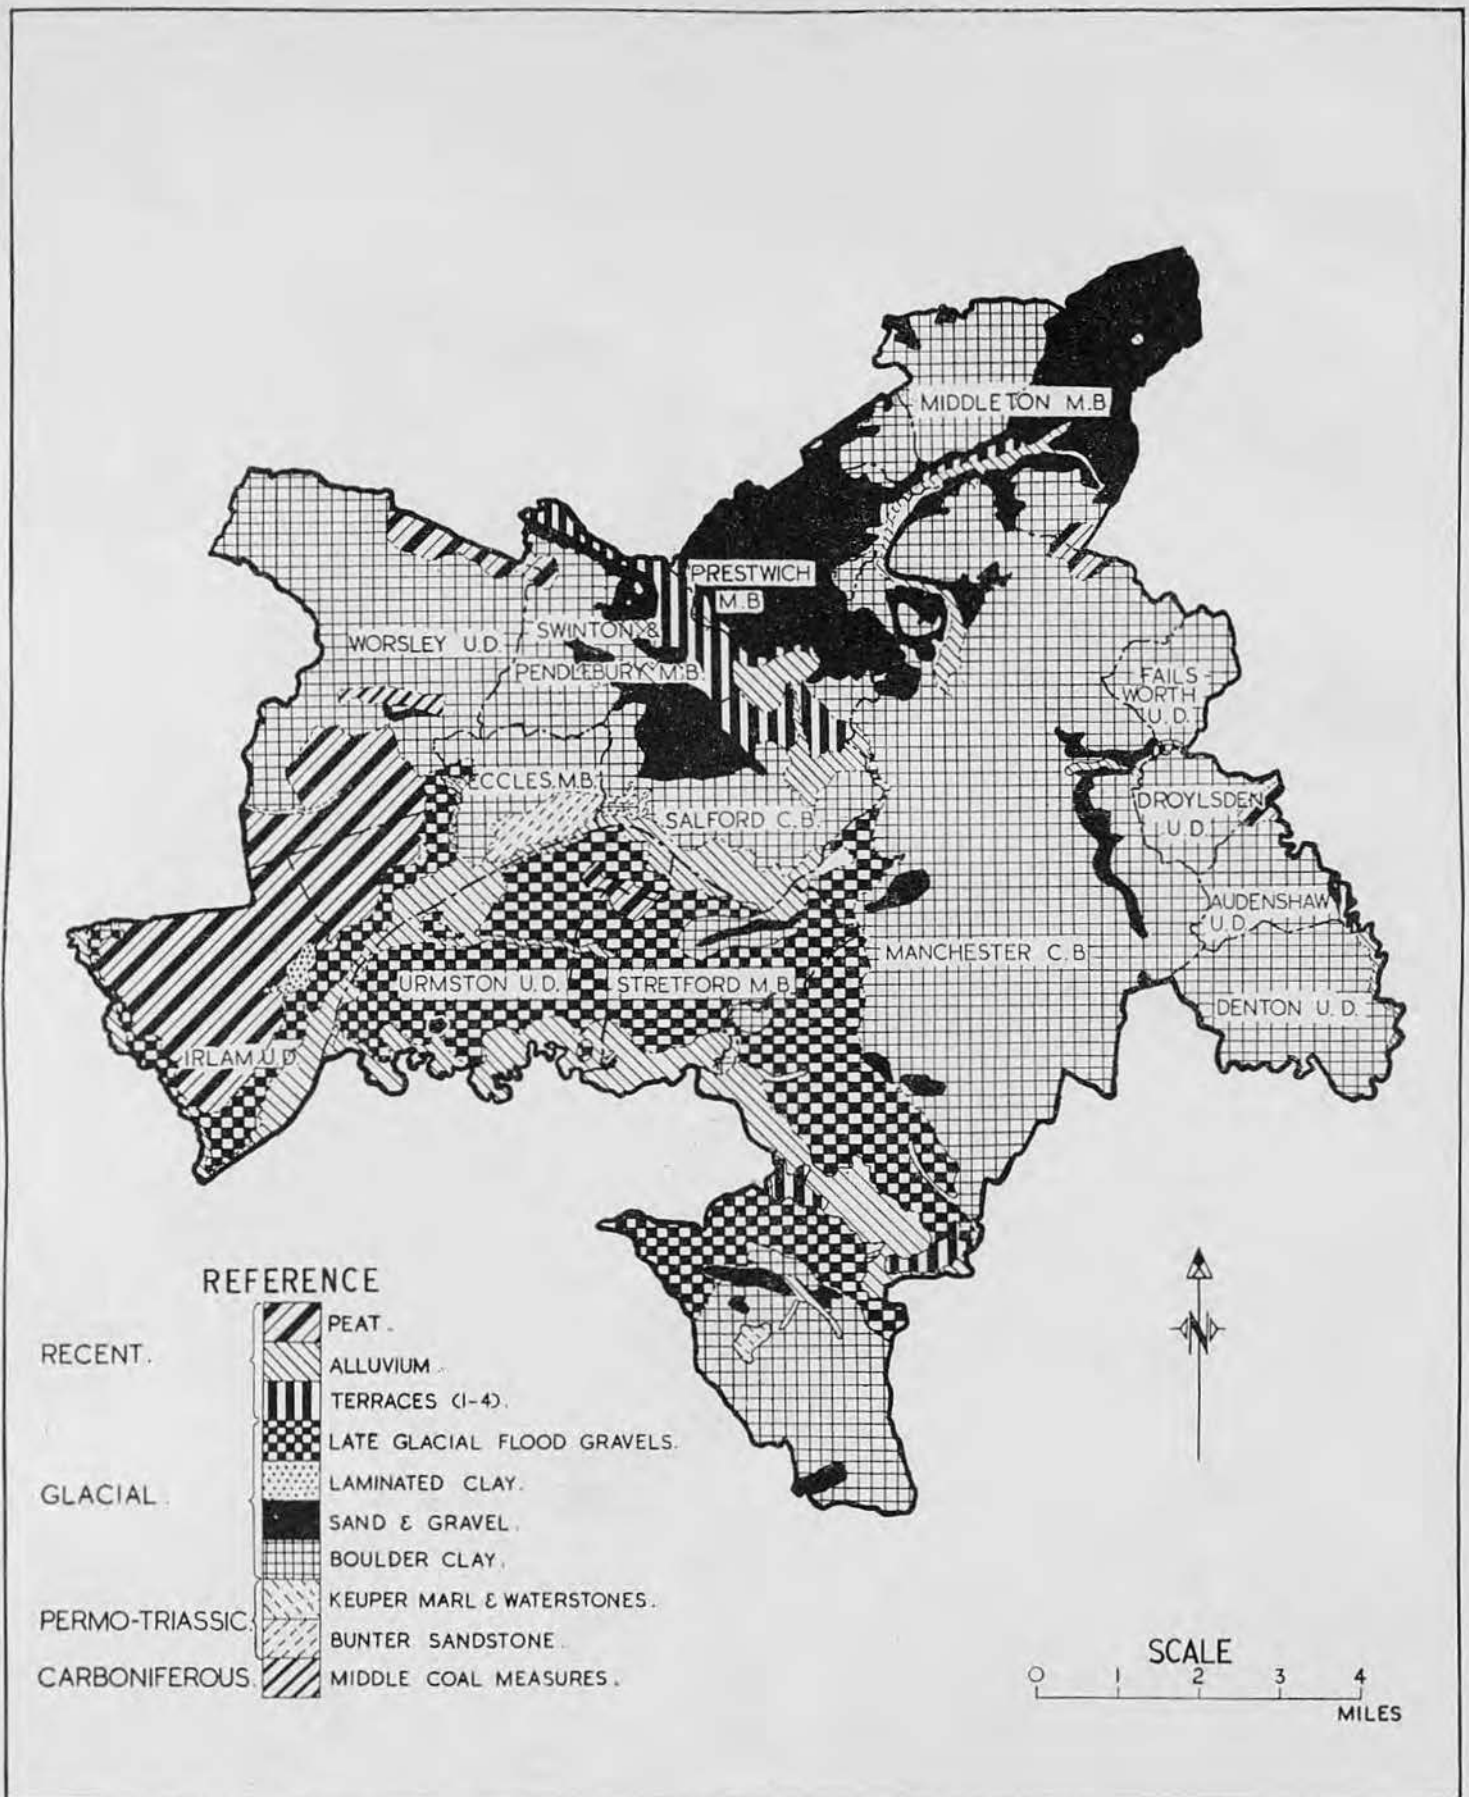 MIDDLETON M.B
PRESTWICH
M.B
WORSLEY U.D.
SWINTON &
PENDLEBURY M.B.
FAILS-
WORTH
U.D.
ECCLES M.B.
SALFORD C.B.
DROYLSDEN
U.D.
AUDENSHAW
U.D.
MANCHESTER C.B
URMSTON U.D.
STRETFORD M.B.
DENTON U.D.
IRLAM U.D
REFERENCE
RECENT.
PEAT.
ALLUVIUM.
TERRACES (1-4).
GLACIAL.
LATE GLACIAL FLOOD GRAVELS.
LAMINATED CLAY.
SAND & GRAVEL.
BOULDER CLAY.
PERMO-TRIASSIC.
KEUPER MARL & WATERSTONES.
BUNTER SANDSTONE.
CARBONIFEROUS.
MIDDLE COAL MEASURES.
N
SCALE
0 1 2 3 4
MILES